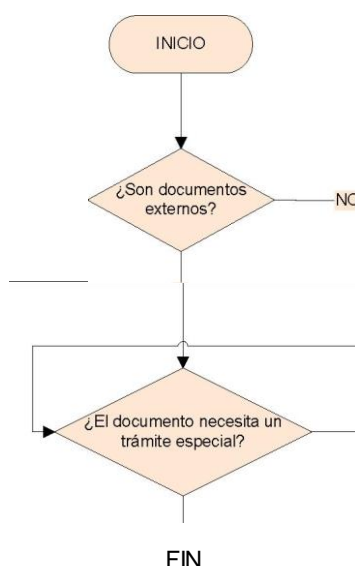 INICIO
¿Son documentos
externos?
NO
¿El documento necesita un
trámite especial?
FIN